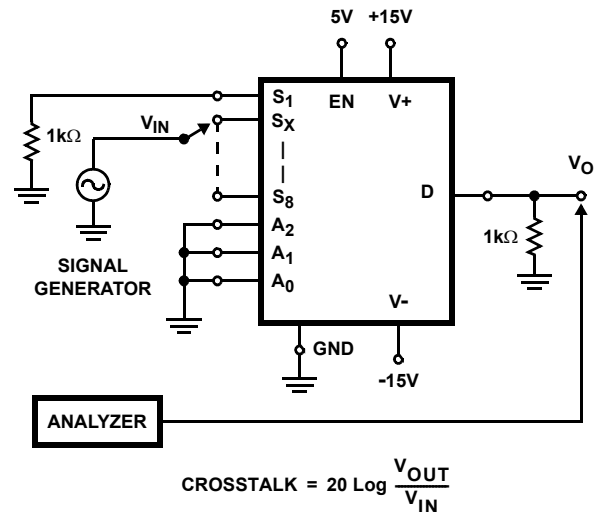 5V +15V
S1 EN V+
VIN SX
1kΩ
|
|
VO
S8 D
A2
1kΩ
SIGNAL
GENERATOR
A1
A0
V-
GND
-15V
ANALYZER
CROSSTALK = 20 Log VOUT
VIN